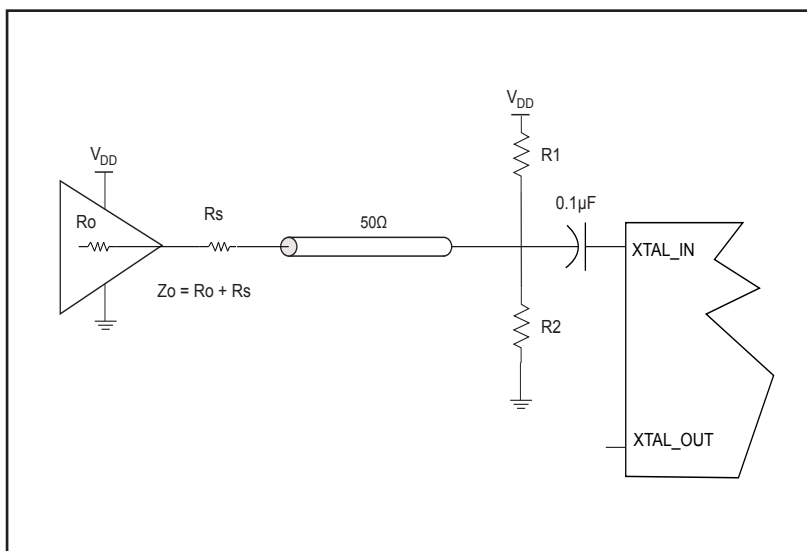 V_DD
R1
V_DD
0.1µF
Ro
Rs
50Ω
XTAL_IN
Zo = Ro + Rs
R2
XTAL_OUT